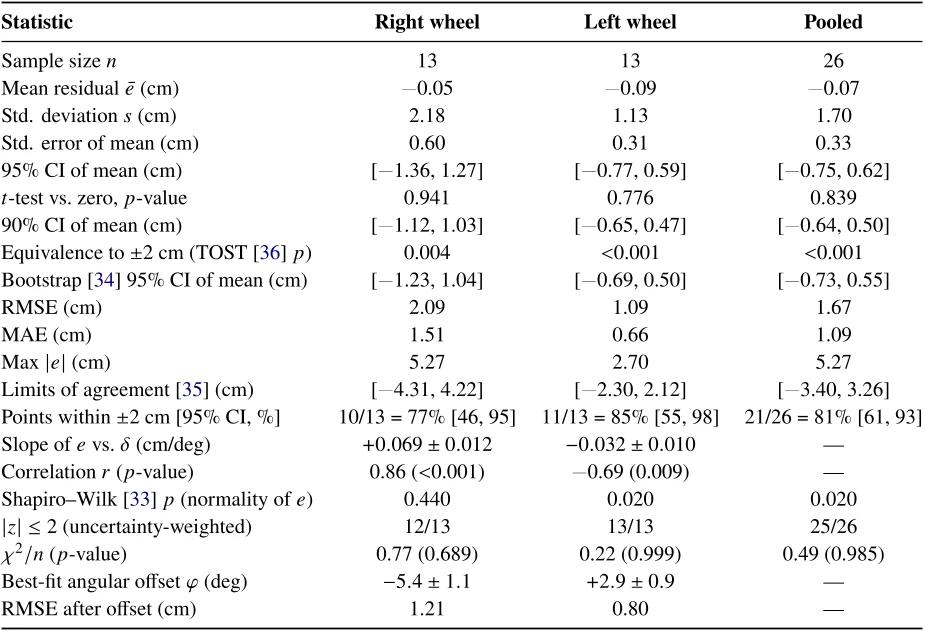 Statistic Right wheel Left wheel Pooled
Sample size n 13 13 26
Mean residual ē (cm) −0.05 −0.09 −0.07
Std. deviation s (cm) 2.18 1.13 1.70
Std. error of mean (cm) 0.60 0.31 0.33
95% CI of mean (cm) [−1.36, 1.27] [−0.77, 0.59] [−0.75, 0.62]
t-test vs. zero, p-value 0.941 0.776 0.839
90% CI of mean (cm) [−1.12, 1.03] [−0.65, 0.47] [−0.64, 0.50]
Equivalence to ±2 cm (TOST [36] p) 0.004 <0.001 <0.001
Bootstrap [34] 95% CI of mean (cm) [−1.23, 1.04] [−0.69, 0.50] [−0.73, 0.55]
RMSE (cm) 2.09 1.09 1.67
MAE (cm) 1.51 0.66 1.09
Max |e| (cm) 5.27 2.70 5.27
Limits of agreement [35] (cm) [−4.31, 4.22] [−2.30, 2.12] [−3.40, 3.26]
Points within ±2 cm [95% CI, %] 10/13 = 77% [46, 95] 11/13 = 85% [55, 98] 21/26 = 81% [61, 93]
Slope of e vs. δ (cm/deg) +0.069 ± 0.012 −0.032 ± 0.010 —
Correlation r (p-value) 0.86 (<0.001) −0.69 (0.009) —
Shapiro–Wilk [33] p (normality of e) 0.440 0.020 0.020
|z| ≤ 2 (uncertainty-weighted) 12/13 13/13 25/26
χ²/n (p-value) 0.77 (0.689) 0.22 (0.999) 0.49 (0.985)
Best-fit angular offset φ (deg) −5.4 ± 1.1 +2.9 ± 0.9 —
RMSE after offset (cm) 1.21 0.80 —